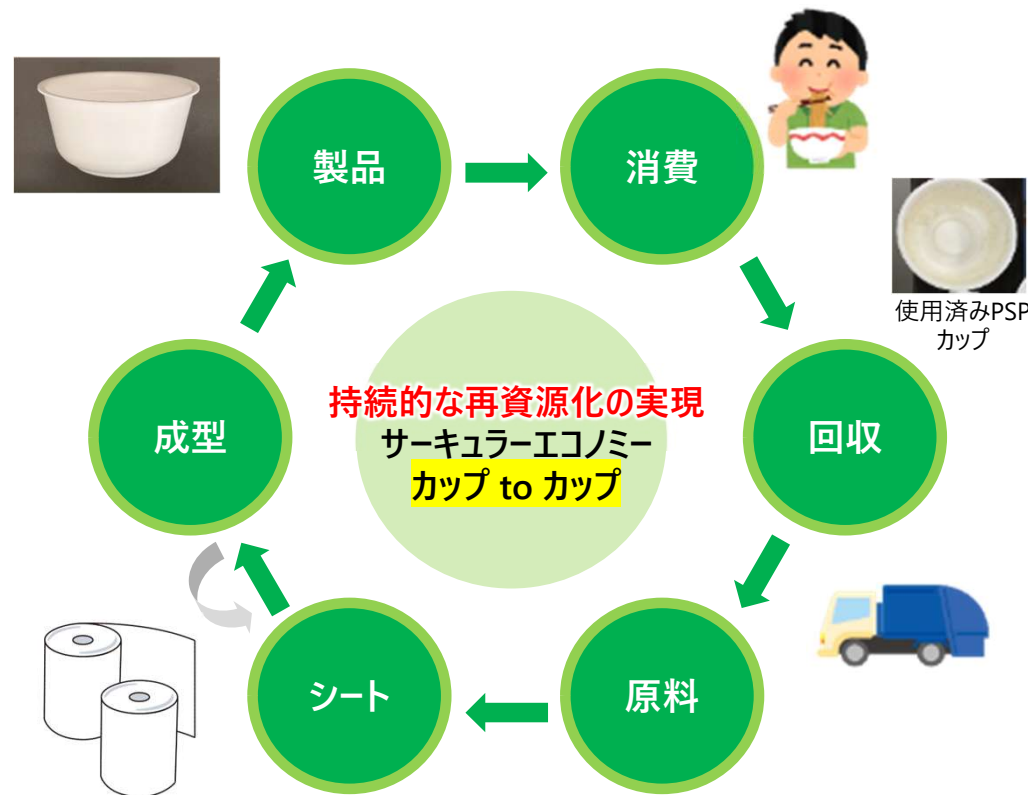 製品
消費
使用済みPSP
カップ
持続的な再資源化の実現
サーキュラーエコノミー
カップ to カップ
成型
回収
シート
原料